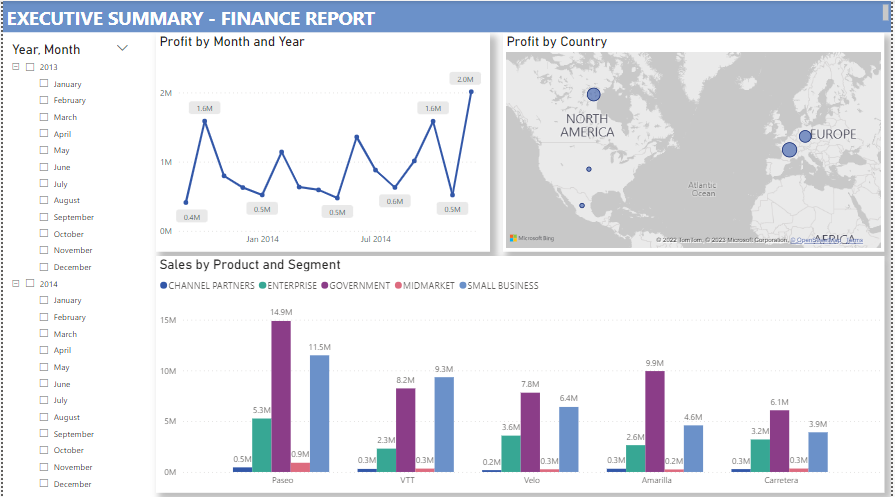 EXECUTIVE SUMMARY - FINANCE REPORT
Year, Month
2013
January
February
March
April
May
June
July
August
September
October
November
December
2014
January
February
March
April
May
June
July
August
September
October
November
December
Profit by Month and Year
2M
1M
0M
0.4M
1.6M
0.5M
0.5M
0.6M
1.6M
0.5M
2.0M
Jan 2014
Jul 2014
Profit by Country
NORTH
AMERICA
EUROPE
Atlantic
Ocean
AFRICA
Microsoft Bing
© 2022 TomTom, © 2023 Microsoft Corporation, © OpenStreetMap Terms
Sales by Product and Segment
CHANNEL PARTNERS ENTERPRISE GOVERNMENT MIDMARKET SMALL BUSINESS
15M
10M
5M
0M
0.5M 5.3M 14.9M 0.9M 11.5M
0.3M 2.3M 8.2M 0.3M 9.3M
0.2M 3.6M 7.8M 0.3M 6.4M
0.3M 2.6M 9.9M 0.2M 4.6M
0.3M 3.2M 6.1M 0.3M 3.9M
Paseo VTT Velo Amarilla Carretera